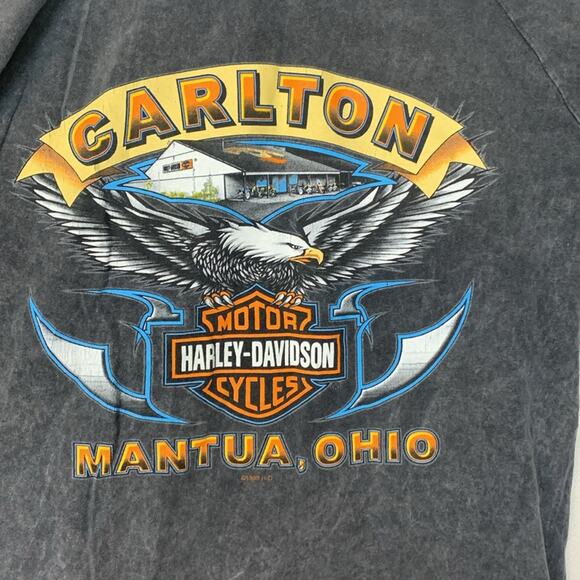 CARLTON
MOTOR
HARLEY-DAVIDSON
CYCLES
MANTUA, OHIO